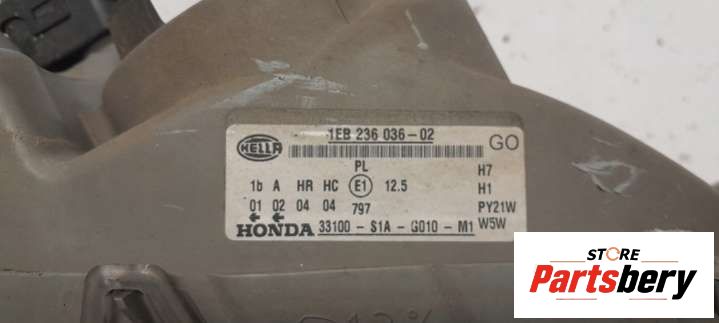 HELLA
1EB 236 036-02
GO
PL
1b A HR HC E1 12.5
01 02 04 04 797
H7
H1
PY21W
W5W
HONDA 33100 - S1A - G010 - M1
STORE
Partsbery